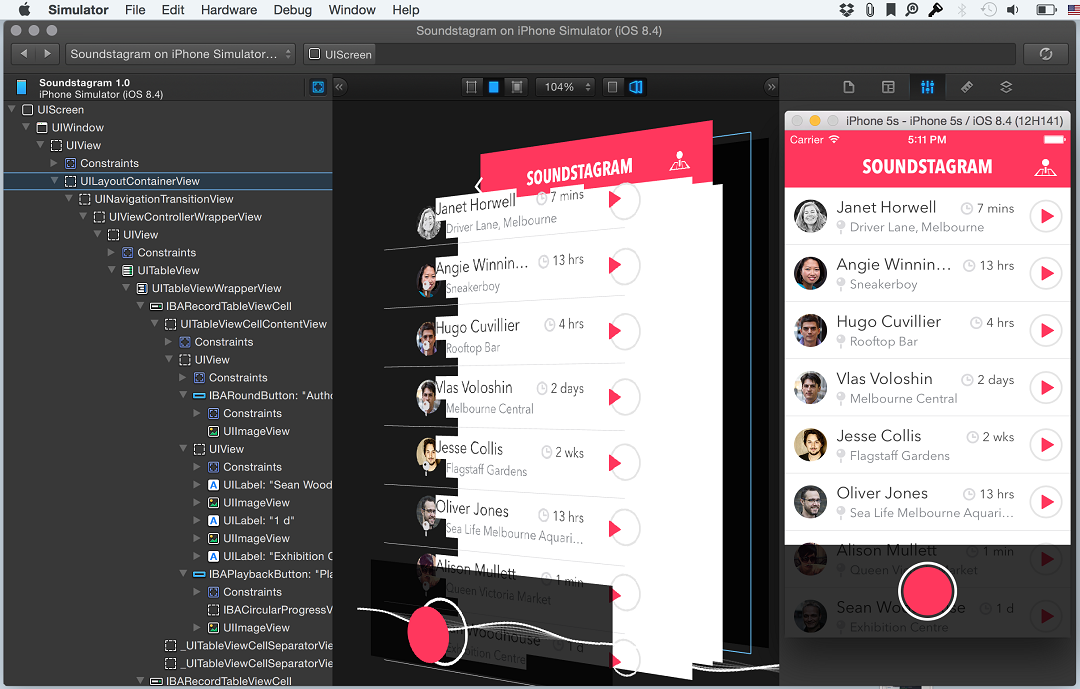 Simulator File Edit Hardware Debug Window Help
Soundstagram on iPhone Simulator (iOS 8.4)
Soundstagram on iPhone Simulator... UIScreen
Soundstagram 1.0
iPhone Simulator (iOS 8.4)
104%
UIScreen
UIWindow
UIView
Constraints
UILayoutContainerView
UINavigationTransitionView
UIViewControllerWrapperView
UIView
Constraints
UITableView
UITableViewWrapperView
IBARecordTableViewCell
UITableViewCellContentView
Constraints
UIView
Constraints
IBARoundButton: "Autho
Constraints
UIImageView
UIView
Constraints
UILabel: "Sean Wood
UIImageView
UILabel: "1 d"
UIImageView
UILabel: "Exhibition C
IBAPlaybackButton: "Pla
Constraints
IBACircularProgressV
UIImageView
_UITableViewCellSeparatorVie
_UITableViewCellSeparatorVie
IBARecordTableViewCell
SOUNDSTAGRAM
Janet Horwell 7 mins
Driver Lane, Melbourne
Angie Winnin... 13 hrs
Sneakerboy
Hugo Cuvillier 4 hrs
Rooftop Bar
Vlas Voloshin 2 days
Melbourne Central
Jesse Collis 2 wks
Flagstaff Gardens
Oliver Jones 13 hrs
Sea Life Melbourne Aquari...
Alison Mullett 1 min
Queen Victoria Market
Woodhouse 1 d
Exhibition Centre
iPhone 5s - iPhone 5s / iOS 8.4 (12H141)
Carrier 5:11 PM
SOUNDSTAGRAM
Janet Horwell 7 mins
Driver Lane, Melbourne
Angie Winnin... 13 hrs
Sneakerboy
Hugo Cuvillier 4 hrs
Rooftop Bar
Vlas Voloshin 2 days
Melbourne Central
Jesse Collis 2 wks
Flagstaff Gardens
Oliver Jones 13 hrs
Sea Life Melbourne Aquari...
Alison Mullett 1 min
Queen Victoria Market
Sean Woodhouse 1 d
Exhibition Centre